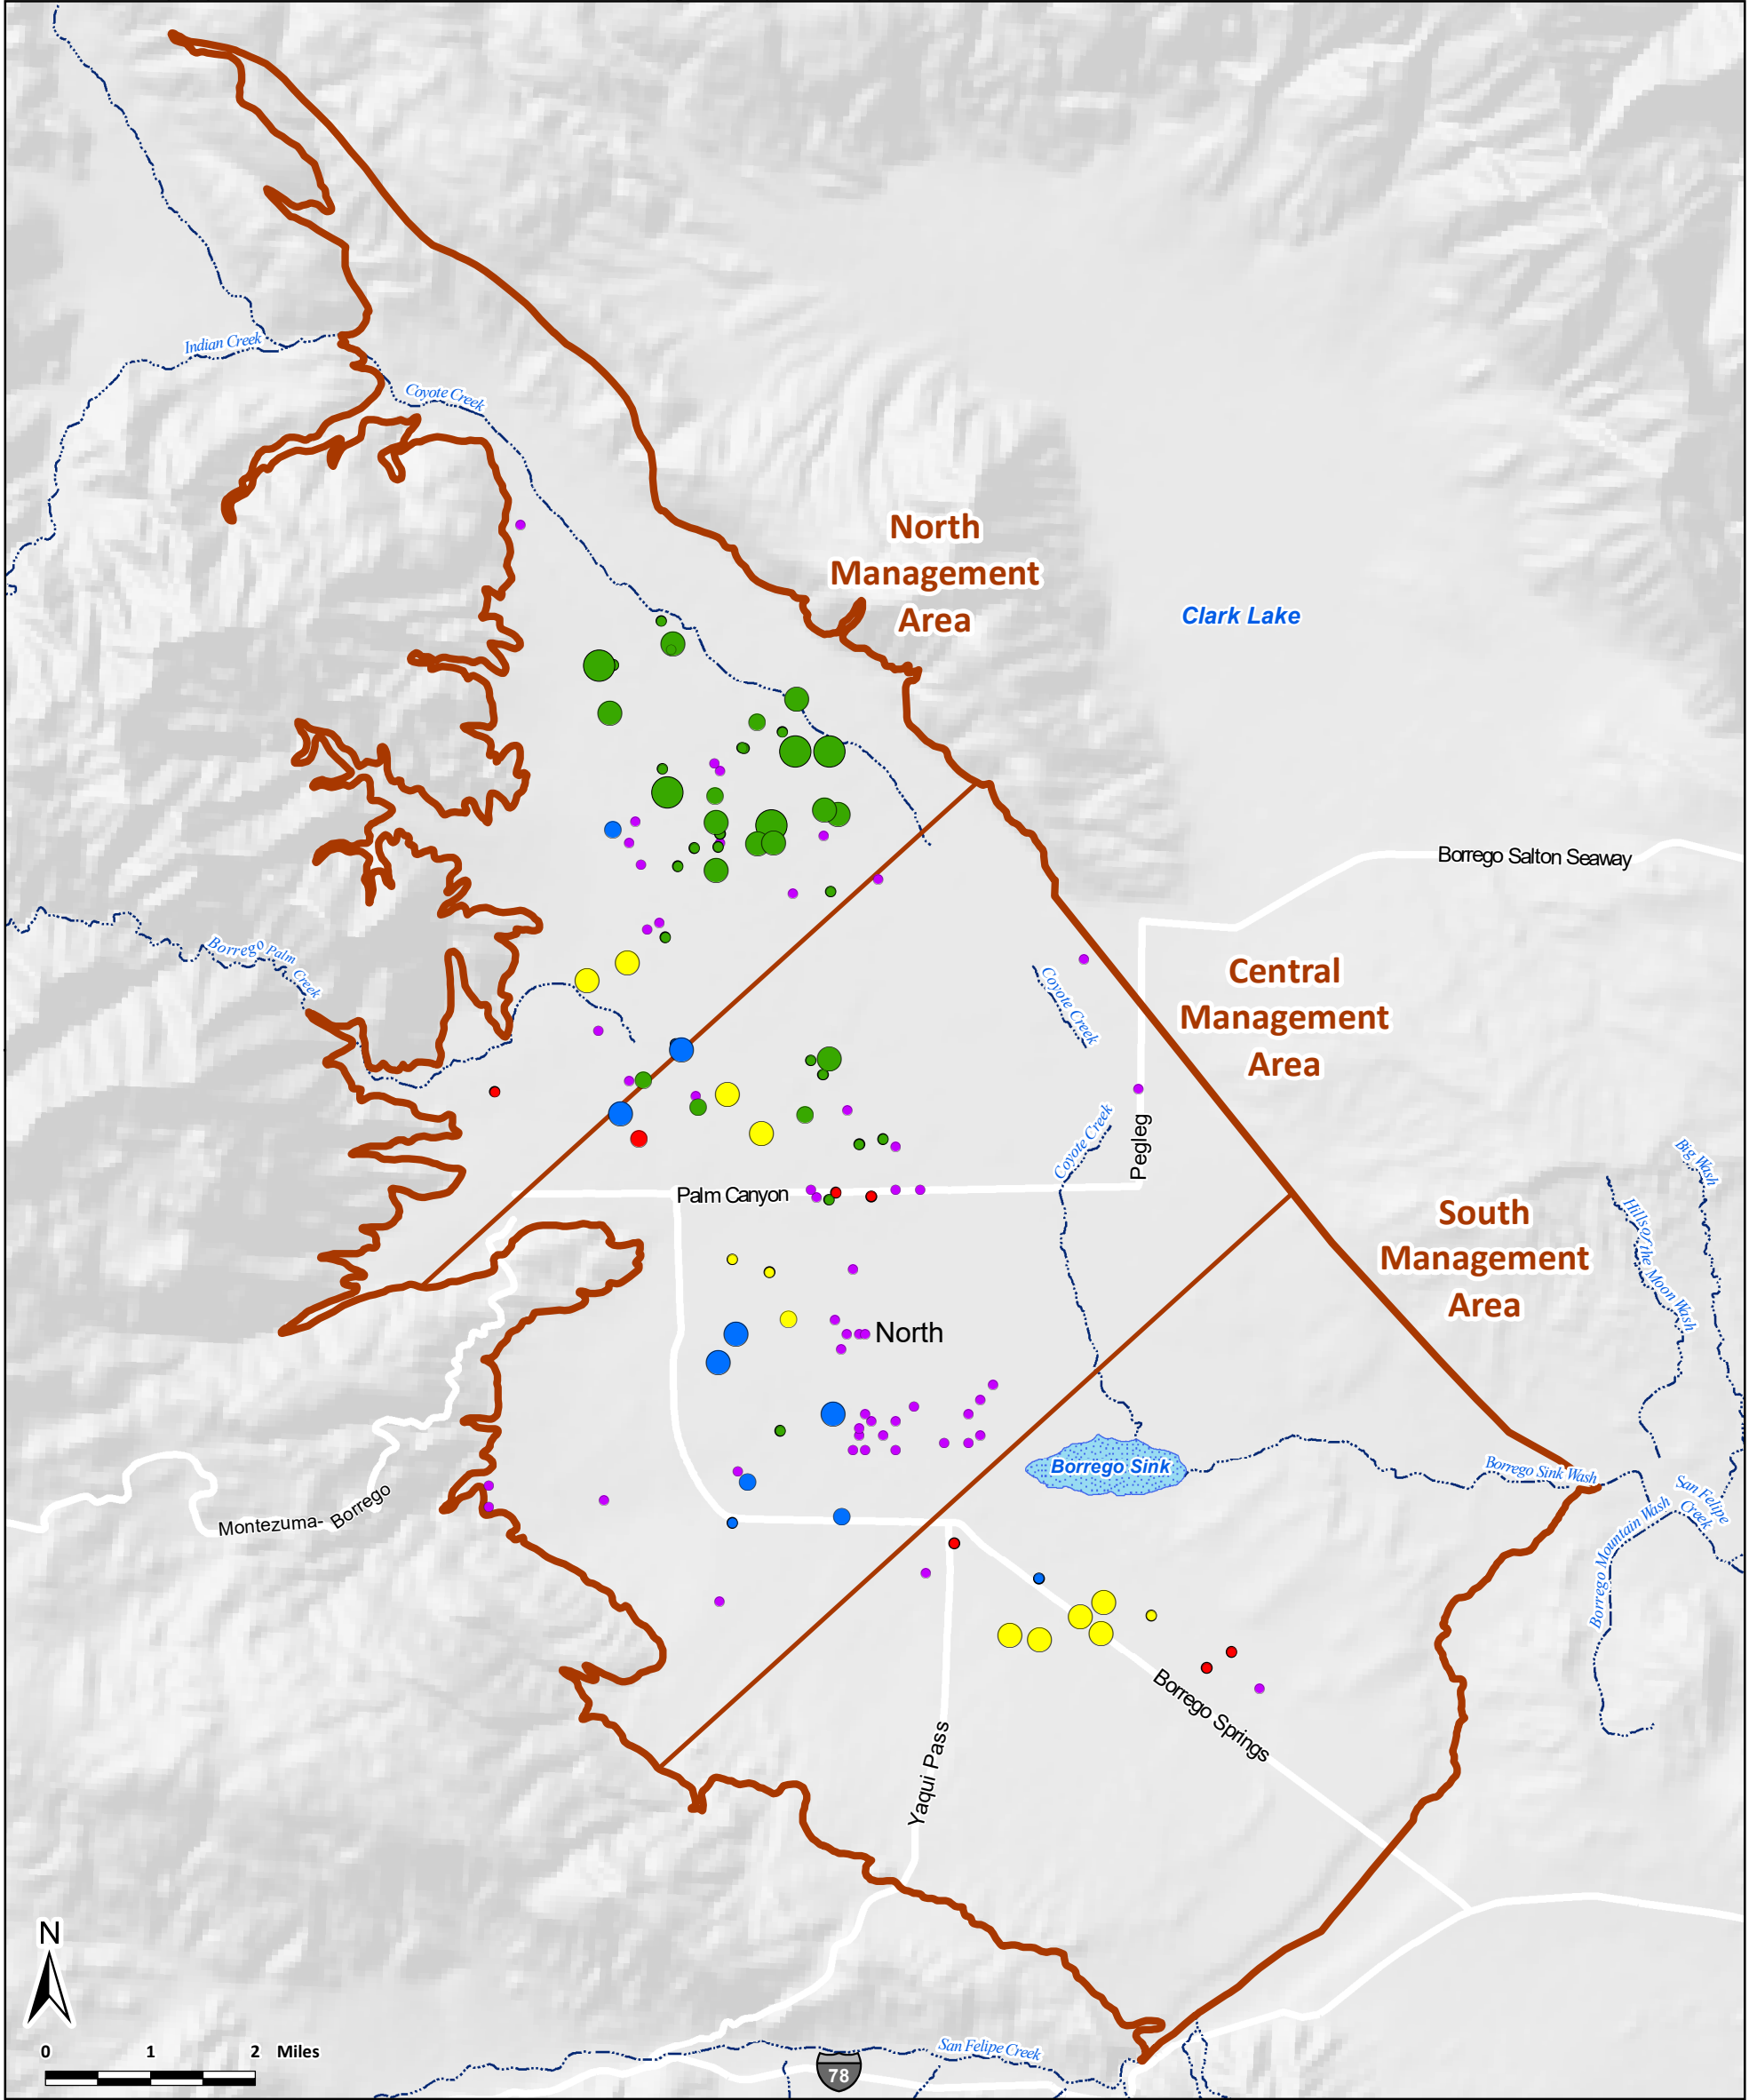 Indian Creek
Coyote Creek
North
Management
Area
Clark Lake
Borrego Salton Seaway
Borrego Palm
Creek
Central
Management
Area
Coyote Creek
Pegleg
Coyote Creek
Big Wash
Palm Canyon
South
Management
Area
Hills of the Moon Wash
North
Borrego Sink
Borrego Sink Wash
San Felipe
Creek
Montezuma-
Borrego
Borrego Mountain Wash
Borrego Springs
Yaqui Pass
N
0 1 2 Miles
San Felipe Creek
78